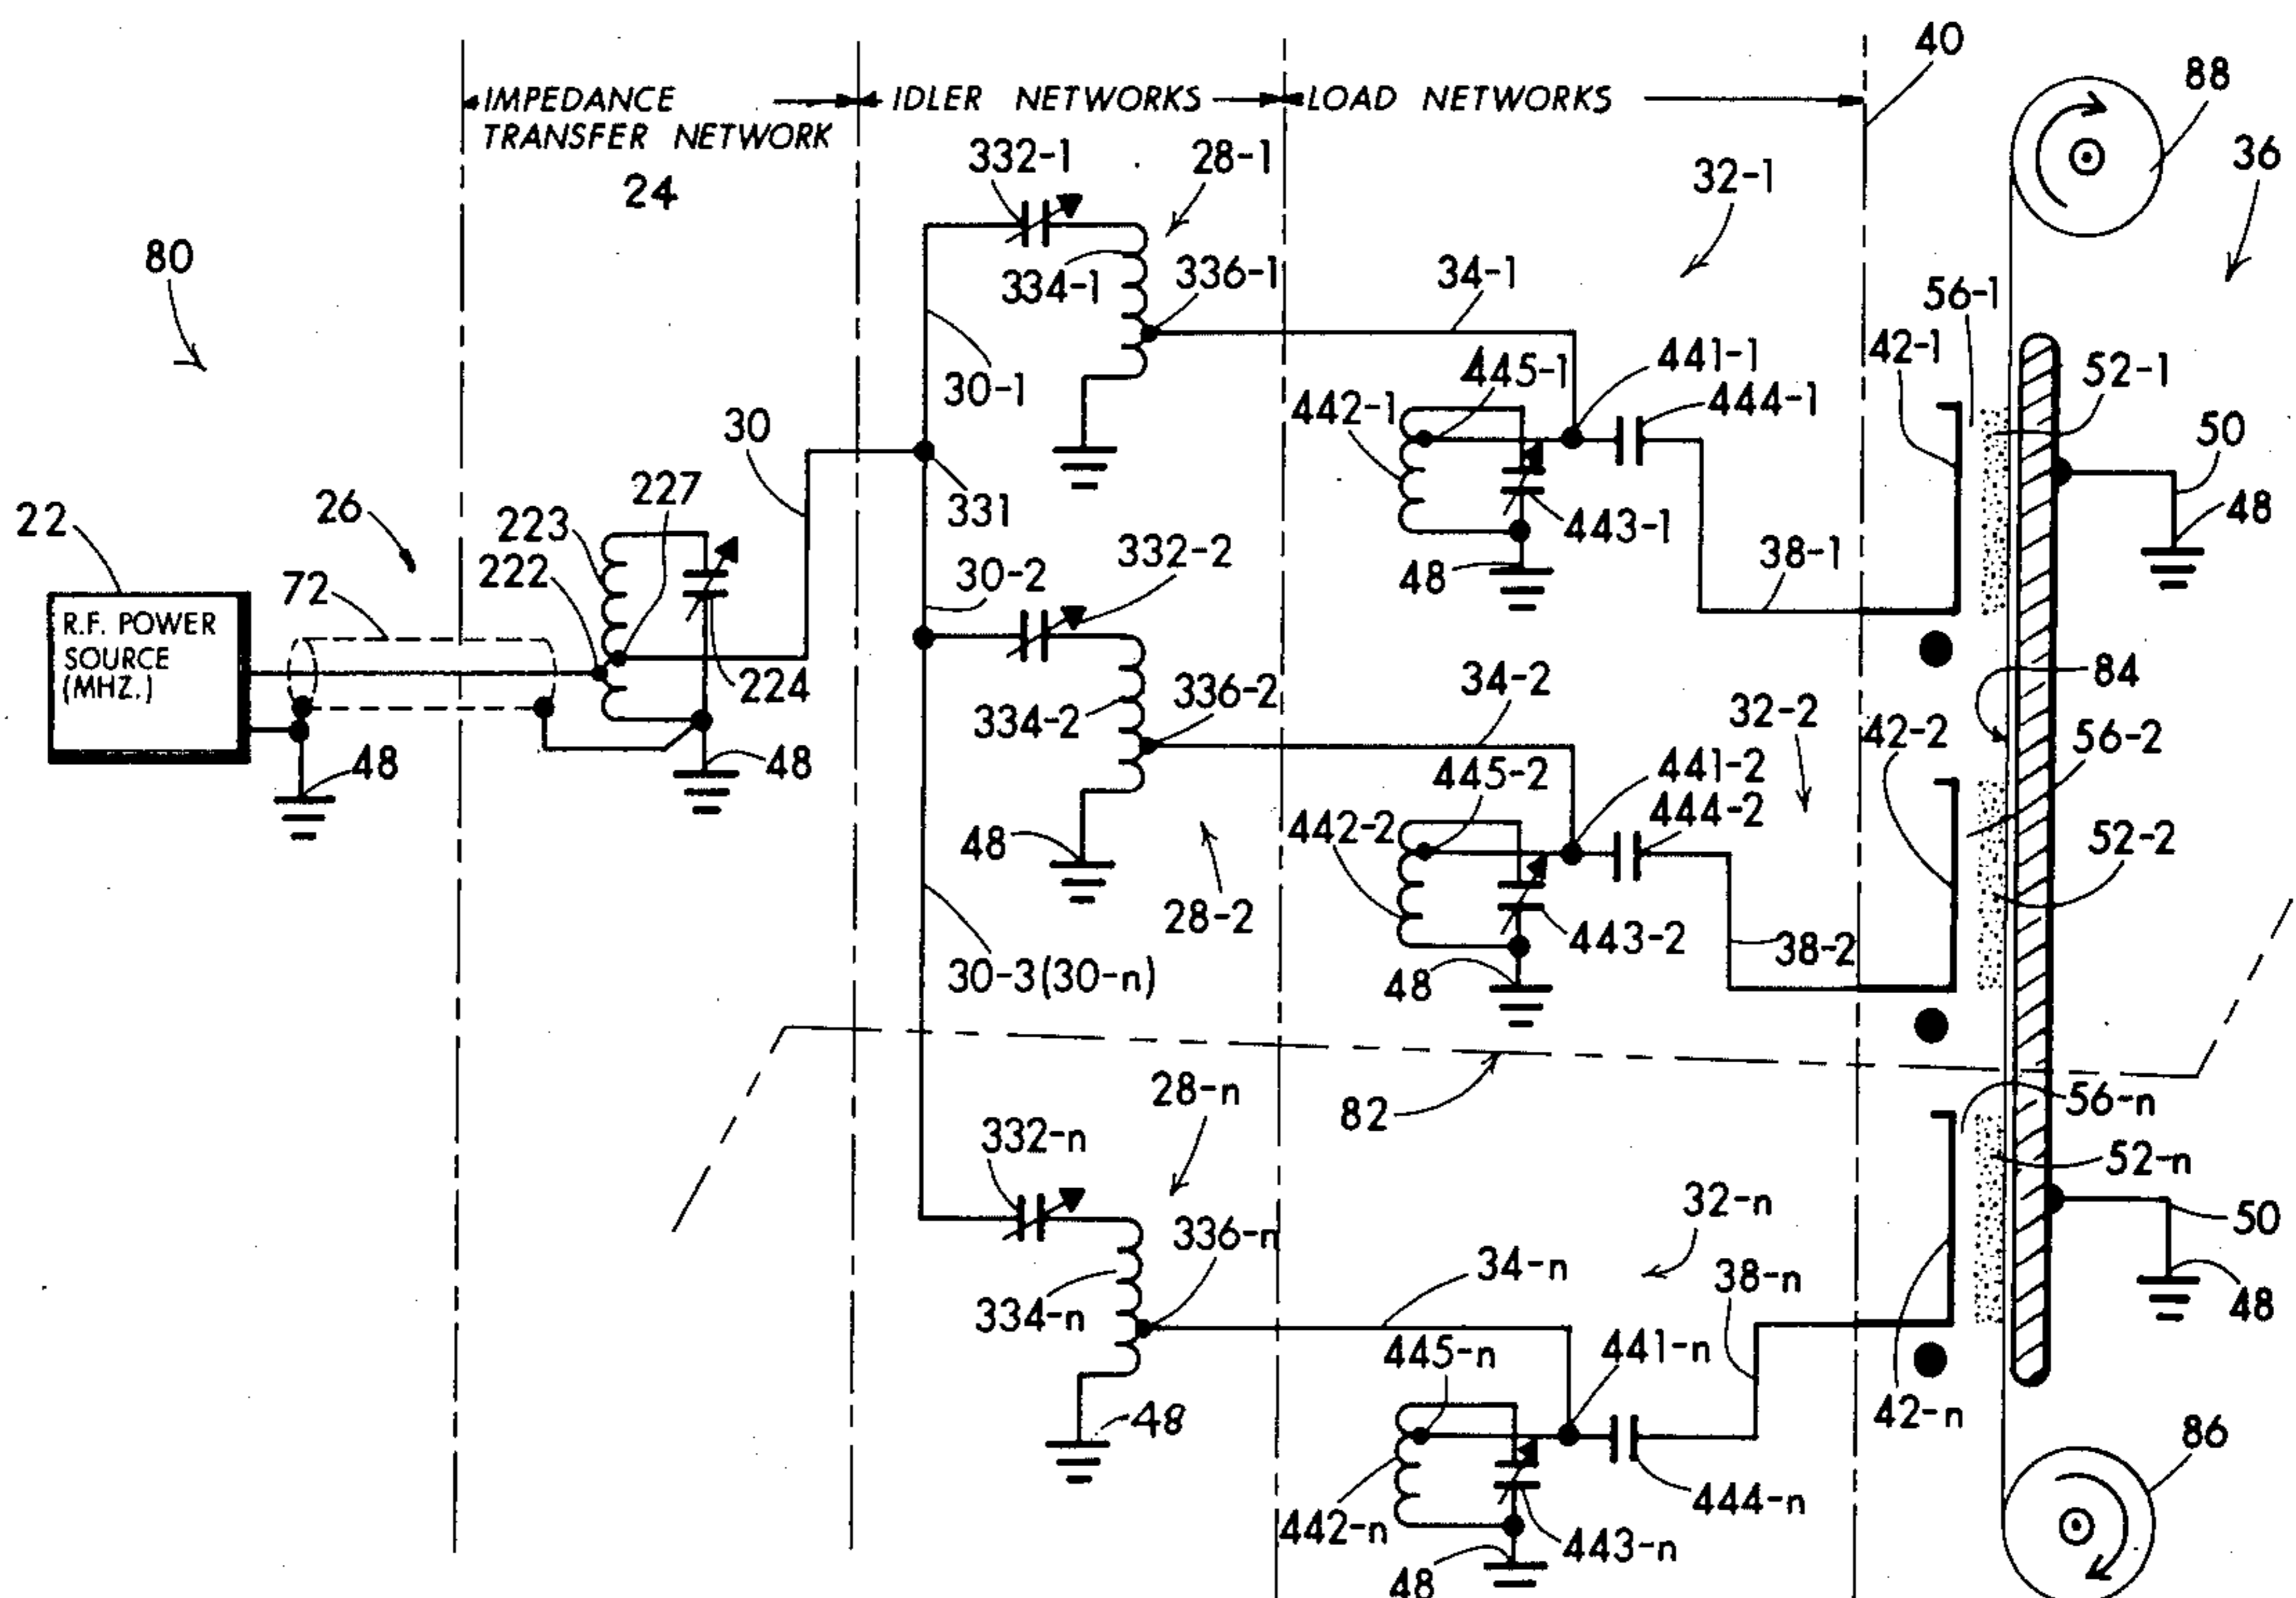 40
88
IMPEDANCE TRANSFER NETWORK
24
IDLER NETWORKS
LOAD NETWORKS
332-1
28-1
32-1
36
80
334-1
336-1
34-1
56-1
30-1
442-1
445-1
441-1
444-1
42-1
52-1
30
331
50
48
22
26
223
227
222
72
224
R.F. POWER
SOURCE
(MHZ.)
48
48
30-2
332-2
48
443-1
38-1
84
334-2
336-2
34-2
32-2
42-2
56-2
445-2
441-2
444-2
442-2
52-2
48
28-2
443-2
38-2
48
30-3(30-n)
82
28-n
56-n
332-n
52-n
32-n
336-n
50
334-n
34-n
38-n
48
445-n
441-n
42-n
48
86
442-n
443-n
444-n
48